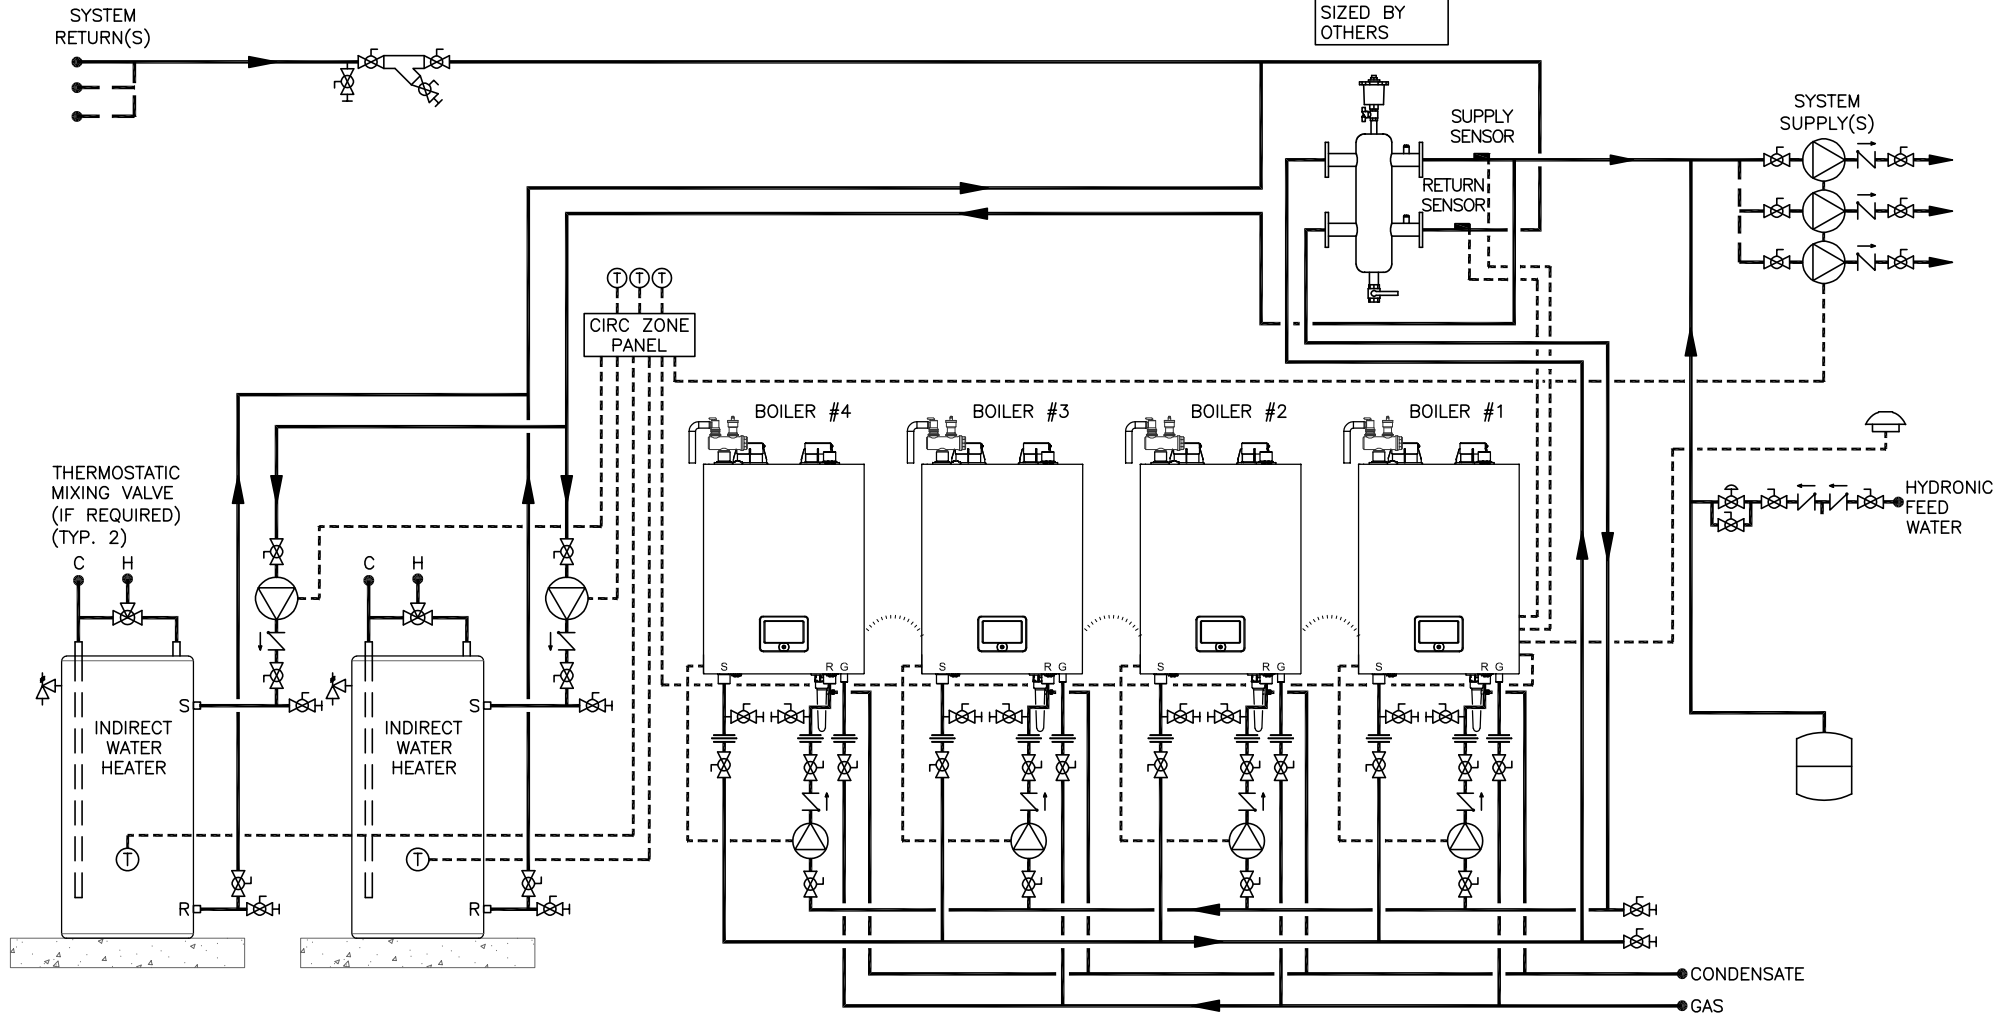 SYSTEM
RETURN(S)
SIZED BY
OTHERS
SUPPLY
SENSOR
SYSTEM
SUPPLY(S)
RETURN
SENSOR
T
T
T
CIRC ZONE
PANEL
BOILER #4
BOILER #3
BOILER #2
BOILER #1
THERMOSTATIC
MIXING VALVE
(IF REQUIRED)
(TYP. 2)
HYDRONIC
FEED
WATER
C
H
C
H
S
R
G
S
R
G
S
R
G
S
R
G
S
S
INDIRECT
WATER
HEATER
INDIRECT
WATER
HEATER
T
T
R
R
CONDENSATE
GAS